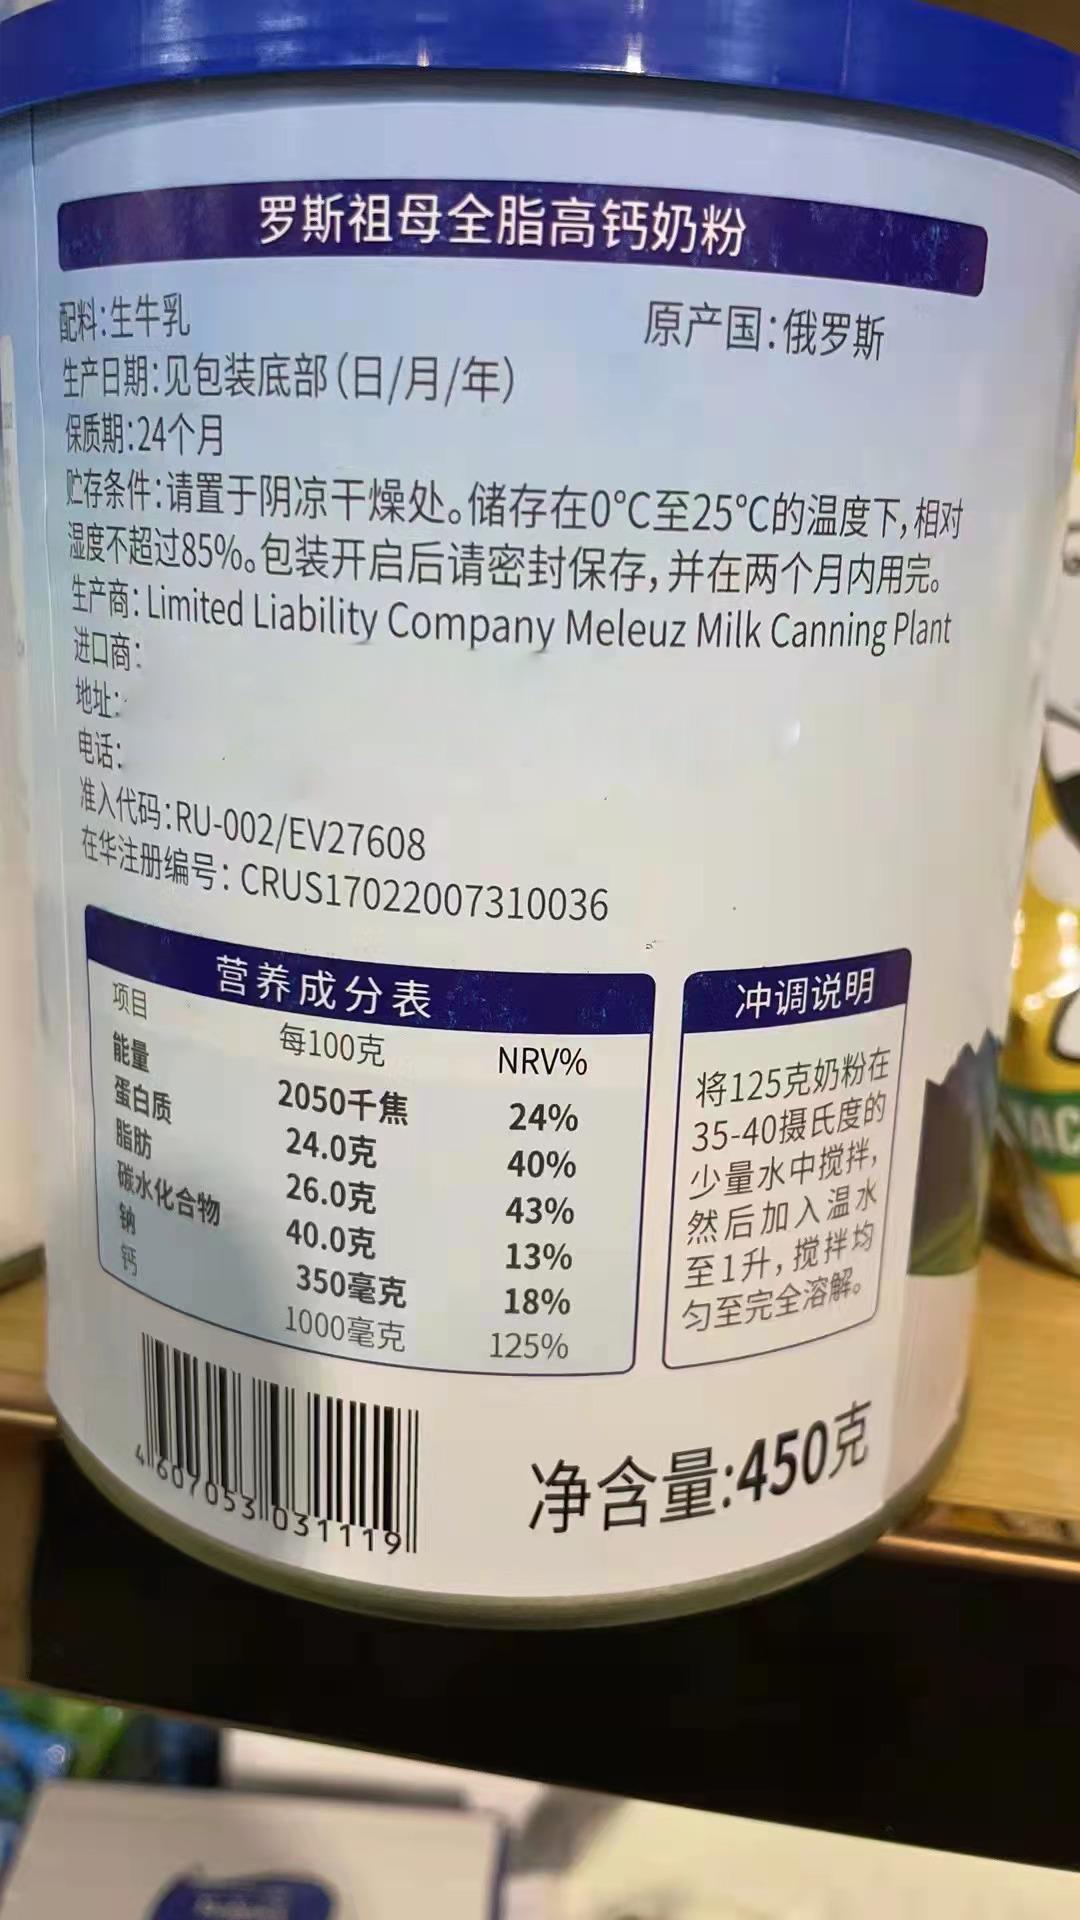 罗斯祖母全脂高钙奶粉
配料:生牛乳
原产国:俄罗斯
生产日期:见包装底部(日/月/年)
保质期:24个月
贮存条件:请置于阴凉干燥处。储存在0℃至25℃的温度下,相对
湿度不超过85%。包装开启后请密封保存,并在两个月内用完。
生产商:Limited Liability Company Meleuz Milk Canning Plant
进口商:
地址:
电话:
准入代码:RU-002/EV27608
在华注册编号:CRUS17022007310036
营养成分表
项目 每100克 NRV%
能量 2050千焦 24%
蛋白质 24.0克 40%
脂肪 26.0克 43%
碳水化合物 40.0克 13%
钠 350毫克 18%
钙 1000毫克 125%
冲调说明
将125克奶粉在
35-40摄氏度的
少量水中搅拌,
然后加入温水
至1升,搅拌均
匀至完全溶解。
4607053031119
净含量:450克